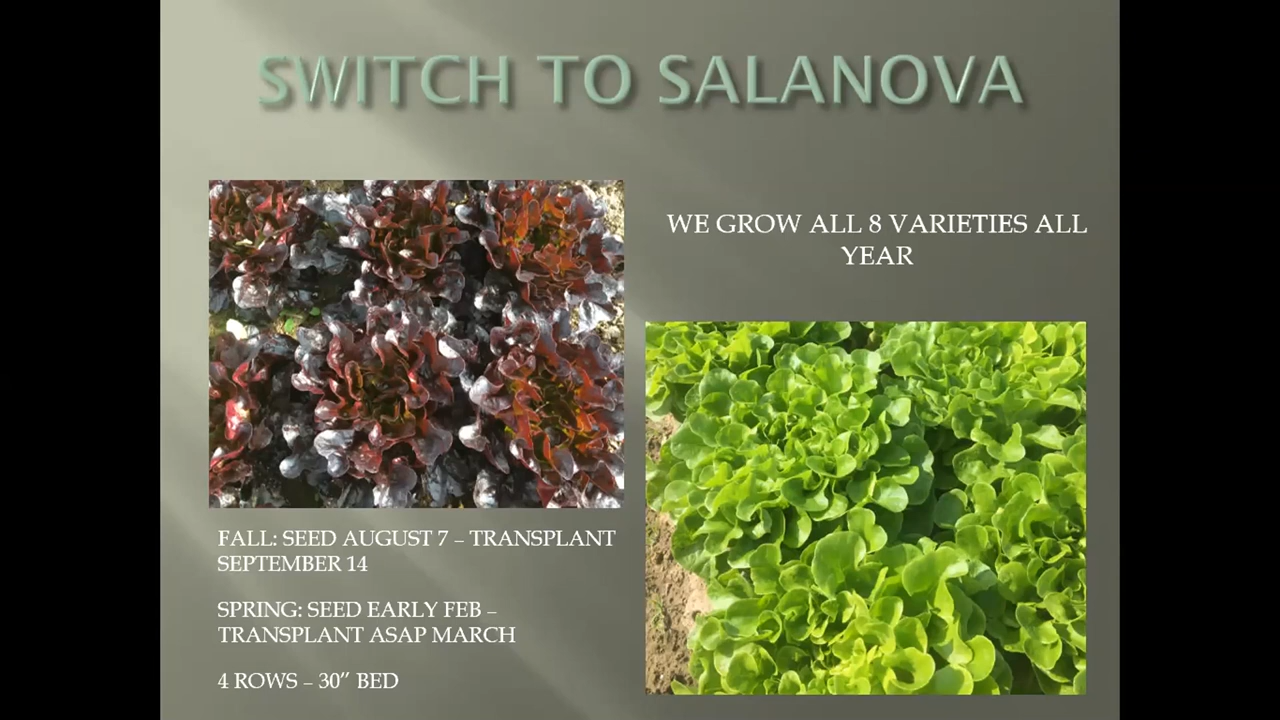 SWITCH TO SALANOVA
WE GROW ALL 8 VARIETIES ALL
YEAR
FALL: SEED AUGUST 7 – TRANSPLANT
SEPTEMBER 14
SPRING: SEED EARLY FEB –
TRANSPLANT ASAP MARCH
4 ROWS – 30” BED